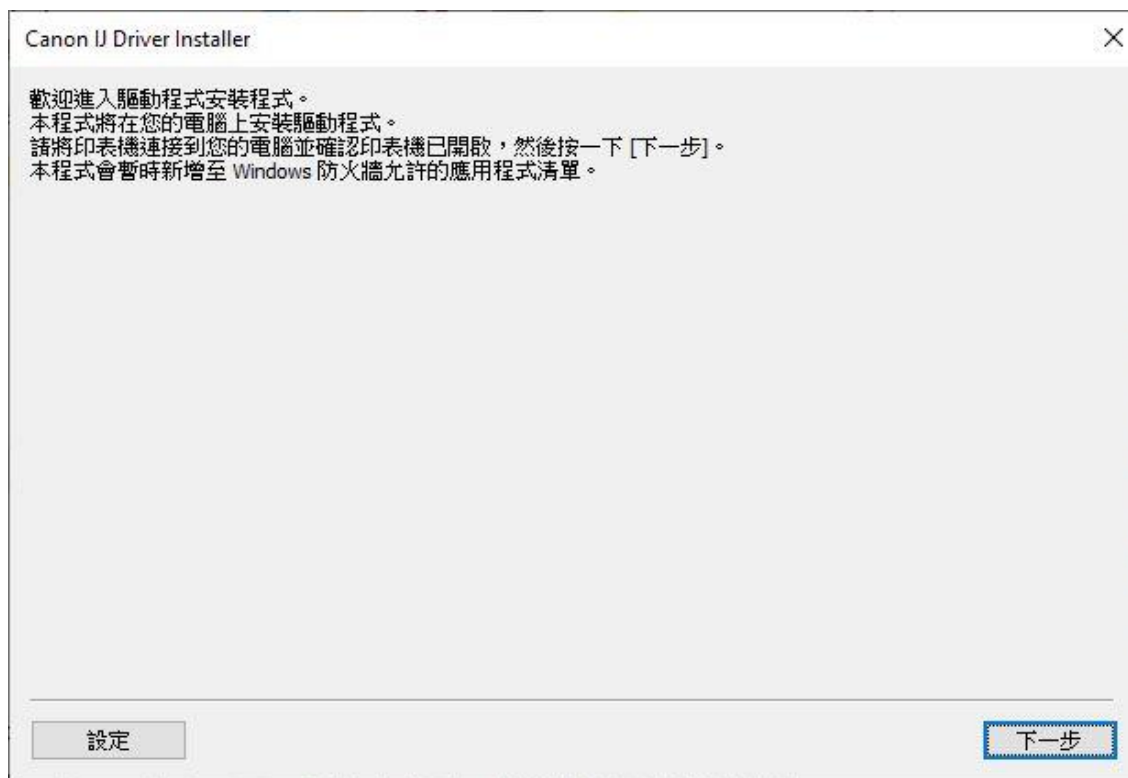 Canon IJ Driver Installer
歡迎進入驅動程式安裝程式。
本程式將在您的電腦上安裝驅動程式。
請將印表機連接到您的電腦並確認印表機已開啟，然後按一下 [下一步]。
本程式會暫時新增至 Windows 防火牆允許的應用程式清單。
設定
下一步